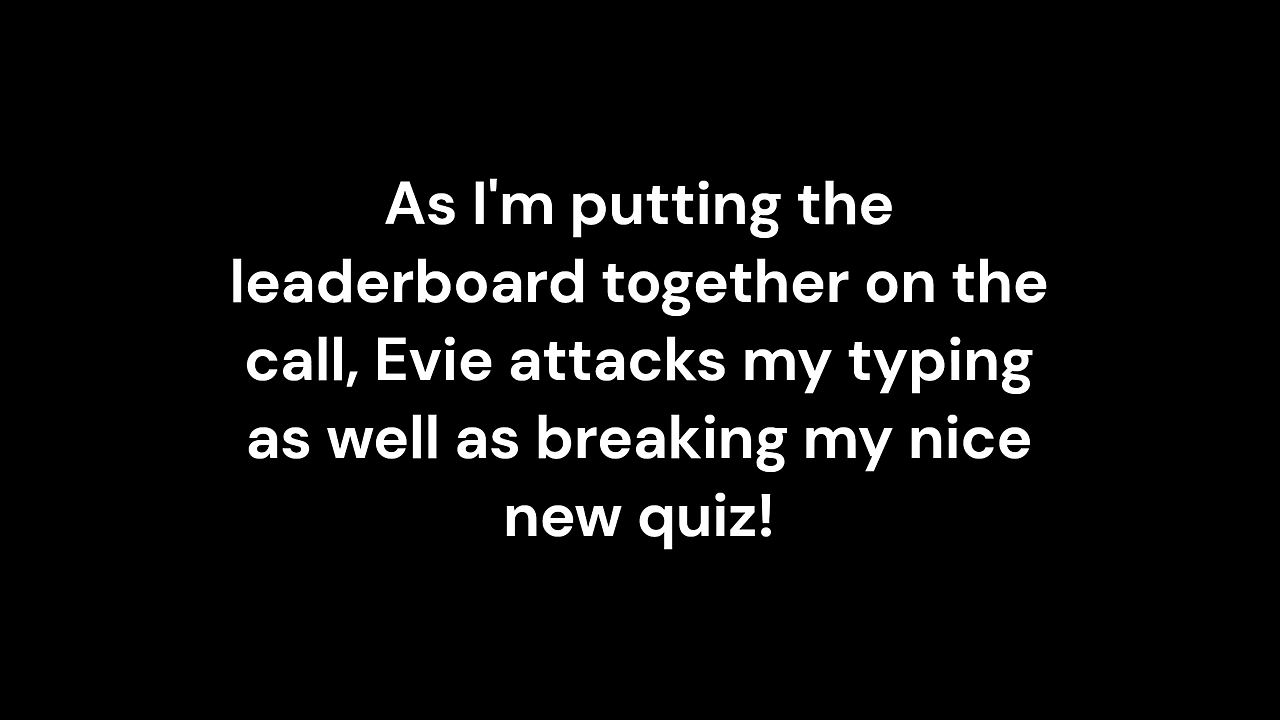 As I'm putting the
leaderboard together on the
call, Evie attacks my typing
as well as breaking my nice
new quiz!